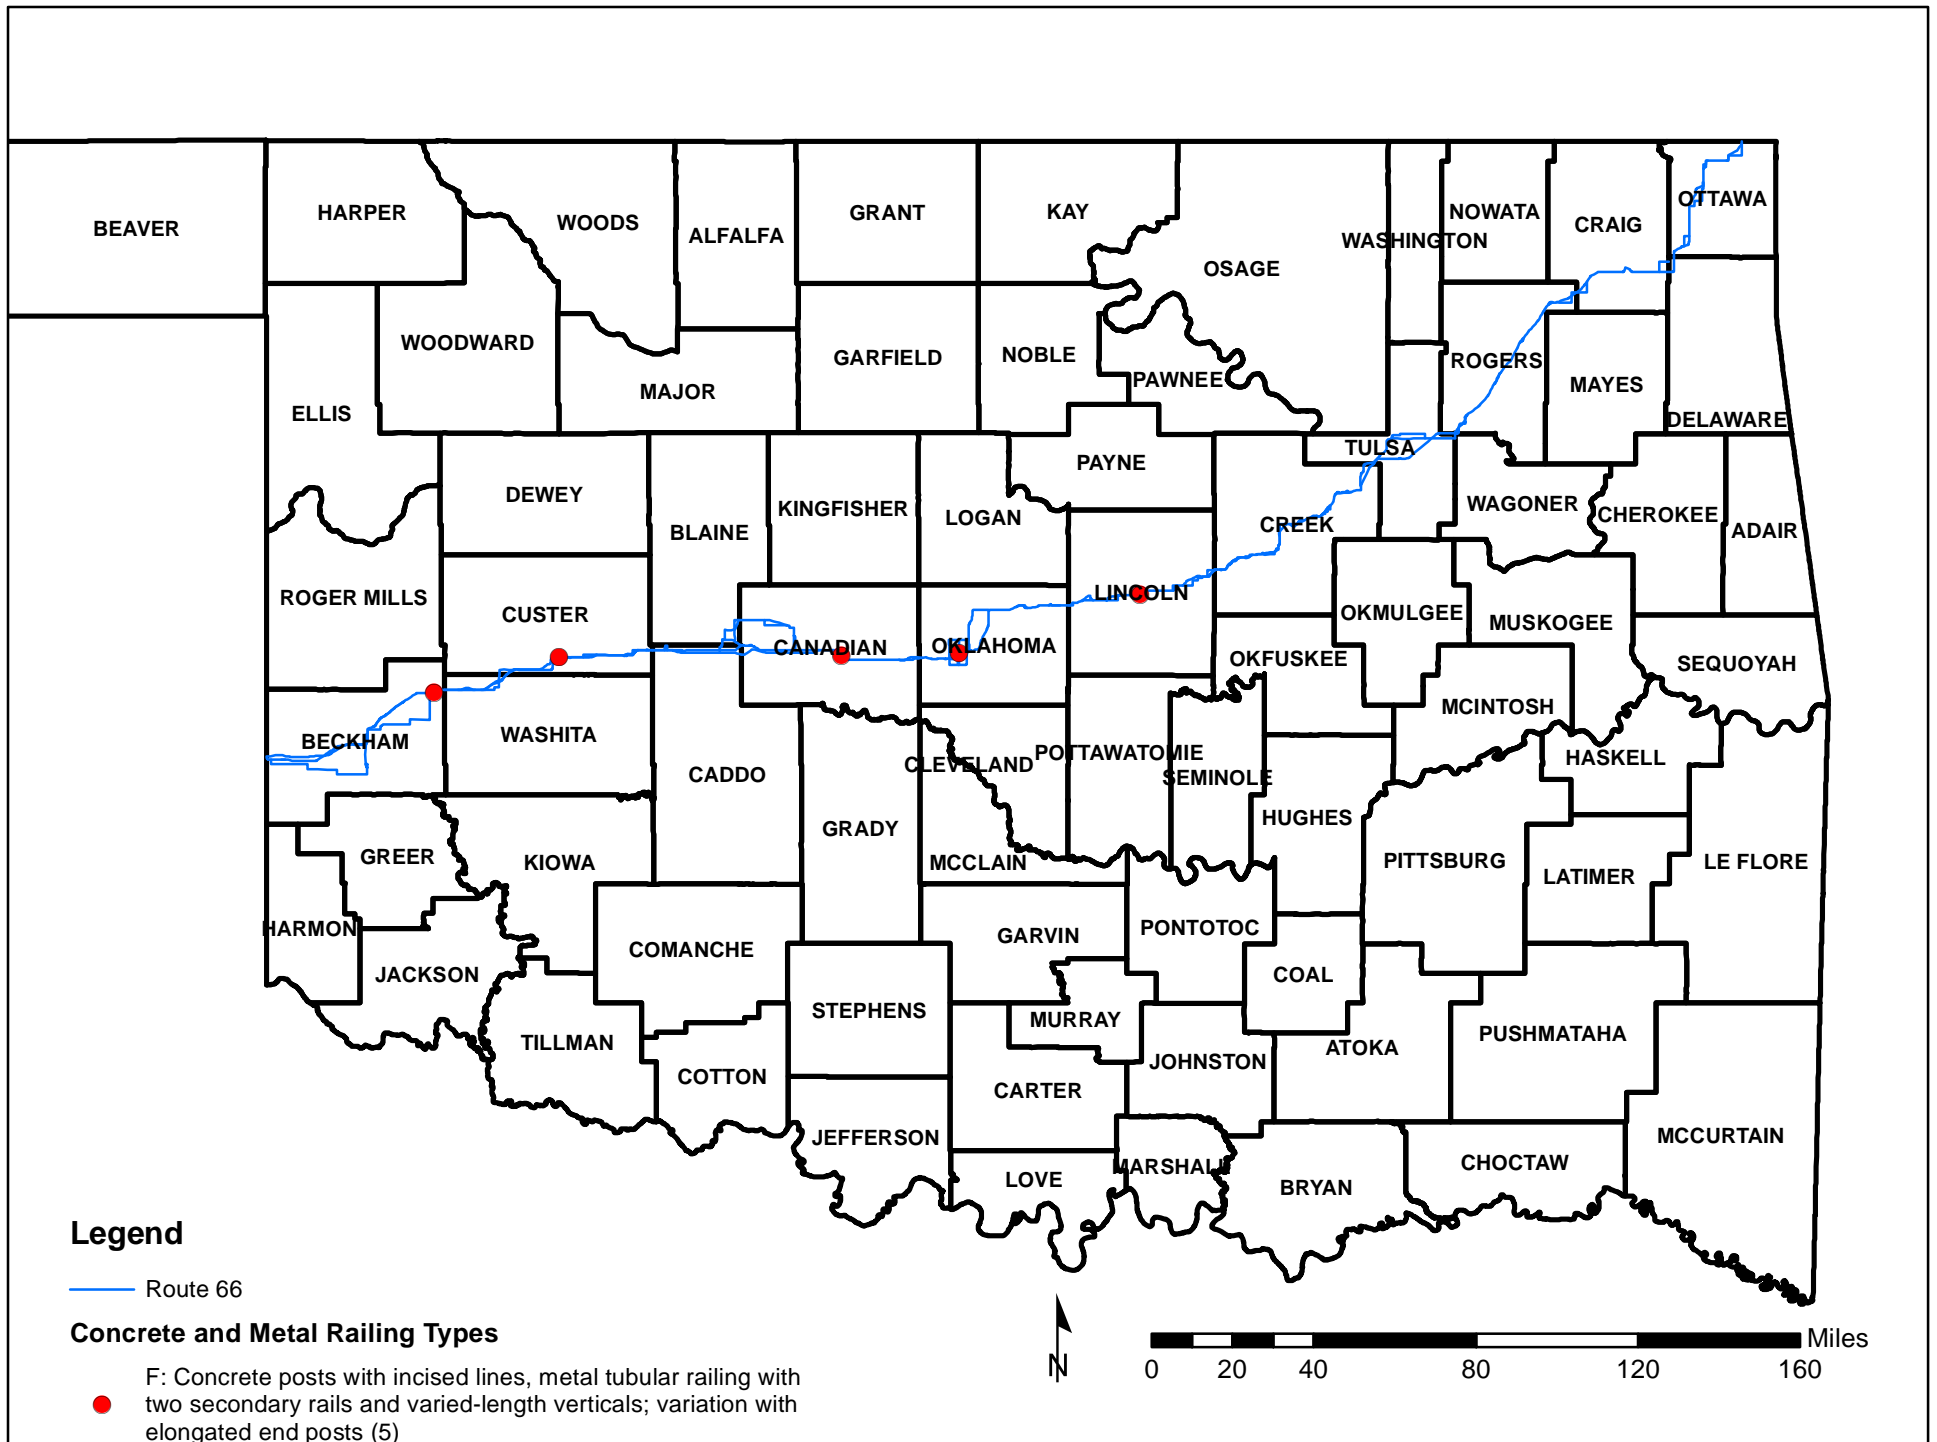 BEAVER
HARPER
WOODS
ALFALFA
GRANT
KAY
OSAGE
WASHINGTON
NOWATA
CRAIG
OTTAWA
WOODWARD
ELLIS
MAJOR
GARFIELD
NOBLE
PAWNEE
ROGERS
MAYES
DELAWARE
DEWEY
BLAINE
KINGFISHER
LOGAN
PAYNE
TULSA
CREEK
WAGONER
CHEROKEE
ADAIR
ROGER MILLS
CUSTER
CANADIAN
OKLAHOMA
LINCOLN
OKMULGEE
MUSKOGEE
OKFUSKEE
SEQUOYAH
BECKHAM
WASHITA
CADDO
CLEVELAND
POTTAWATOMIE
SEMINOLE
MCINTOSH
HASKELL
GREER
KIOWA
GRADY
MCCLAIN
HUGHES
PITTSBURG
LATIMER
LE FLORE
HARMON
JACKSON
COMANCHE
GARVIN
PONTOTOC
COAL
TILLMAN
STEPHENS
MURRAY
JOHNSTON
ATOKA
PUSHMATAHA
COTTON
CARTER
JEFFERSON
LOVE
MARSHALL
BRYAN
CHOCTAW
MCCURTAIN
Legend
Route 66
Concrete and Metal Railing Types
F: Concrete posts with incised lines, metal tubular railing with
two secondary rails and varied-length verticals; variation with
elongated end posts (5)
N
Miles
0 20 40 80 120 160